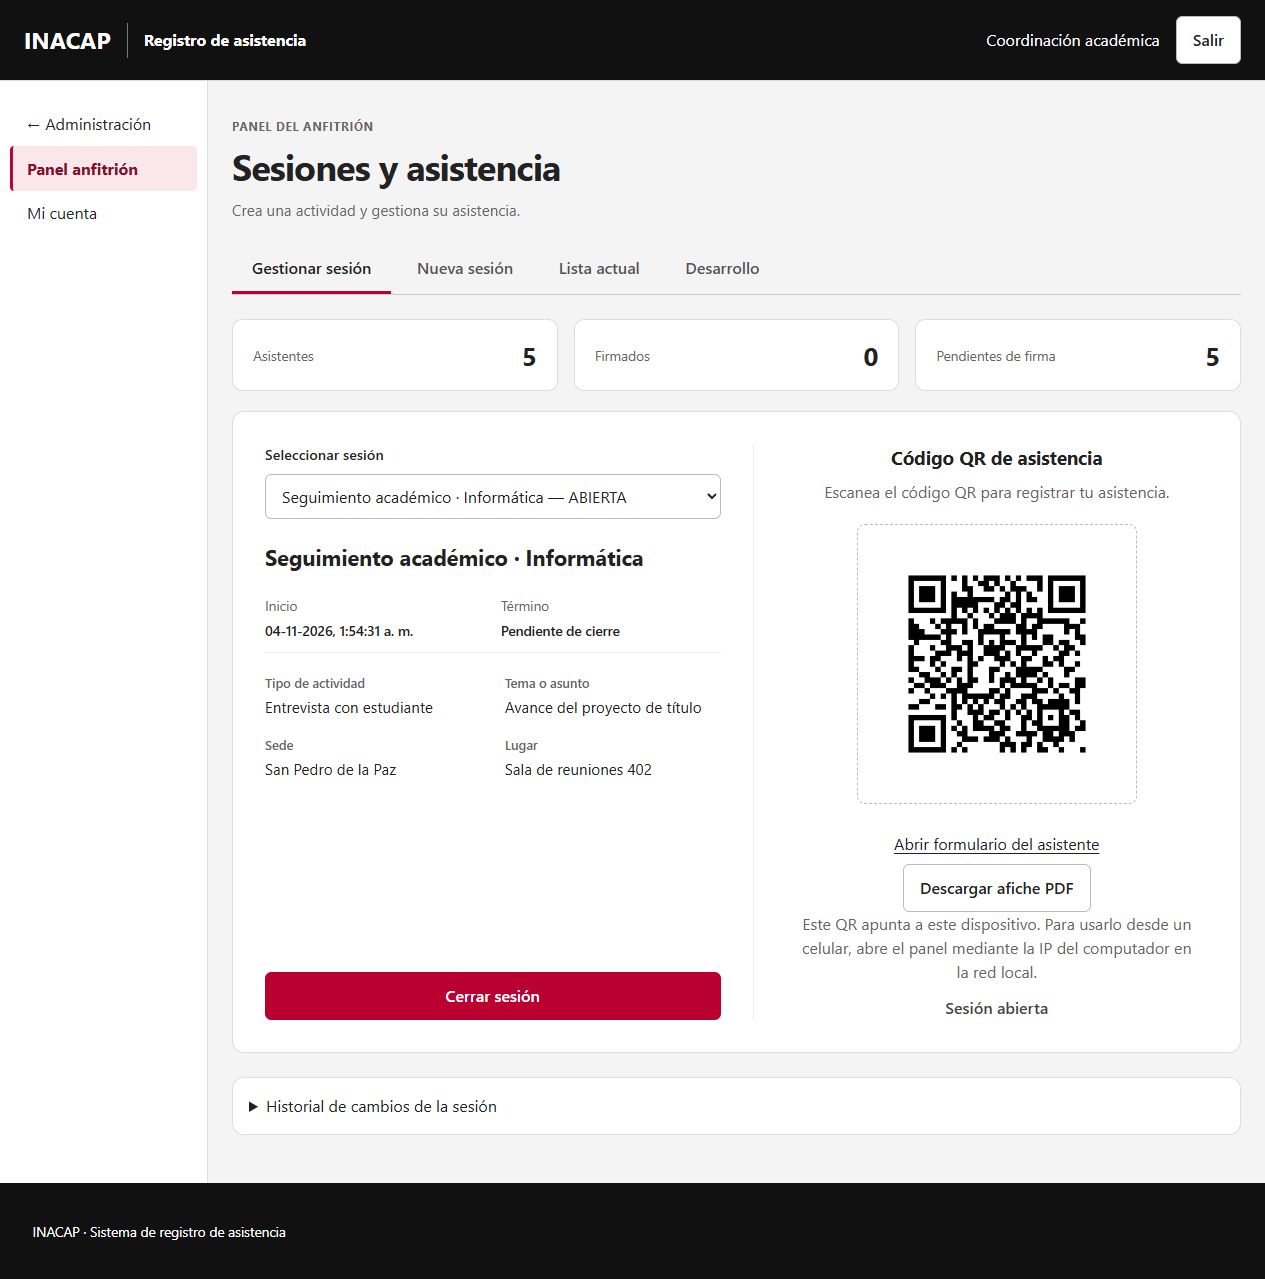 INACAP
Registro de asistencia
Coordinación académica
Salir
← Administración
Panel anfitrión
Mi cuenta
PANEL DEL ANFITRIÓN
Sesiones y asistencia
Crea una actividad y gestiona su asistencia.
Gestionar sesión
Nueva sesión
Lista actual
Desarrollo
Asistentes
5
Firmados
0
Pendientes de firma
5
Seleccionar sesión
Seguimiento académico · Informática — ABIERTA
Seguimiento académico · Informática
Inicio
04-11-2026, 1:54:31 a. m.
Término
Pendiente de cierre
Tipo de actividad
Entrevista con estudiante
Tema o asunto
Avance del proyecto de título
Sede
San Pedro de la Paz
Lugar
Sala de reuniones 402
Cerrar sesión
Código QR de asistencia
Escanea el código QR para registrar tu asistencia.
Abrir formulario del asistente
Descargar afiche PDF
Este QR apunta a este dispositivo. Para usarlo desde un
celular, abre el panel mediante la IP del computador en
la red local.
Sesión abierta
Historial de cambios de la sesión
INACAP · Sistema de registro de asistencia